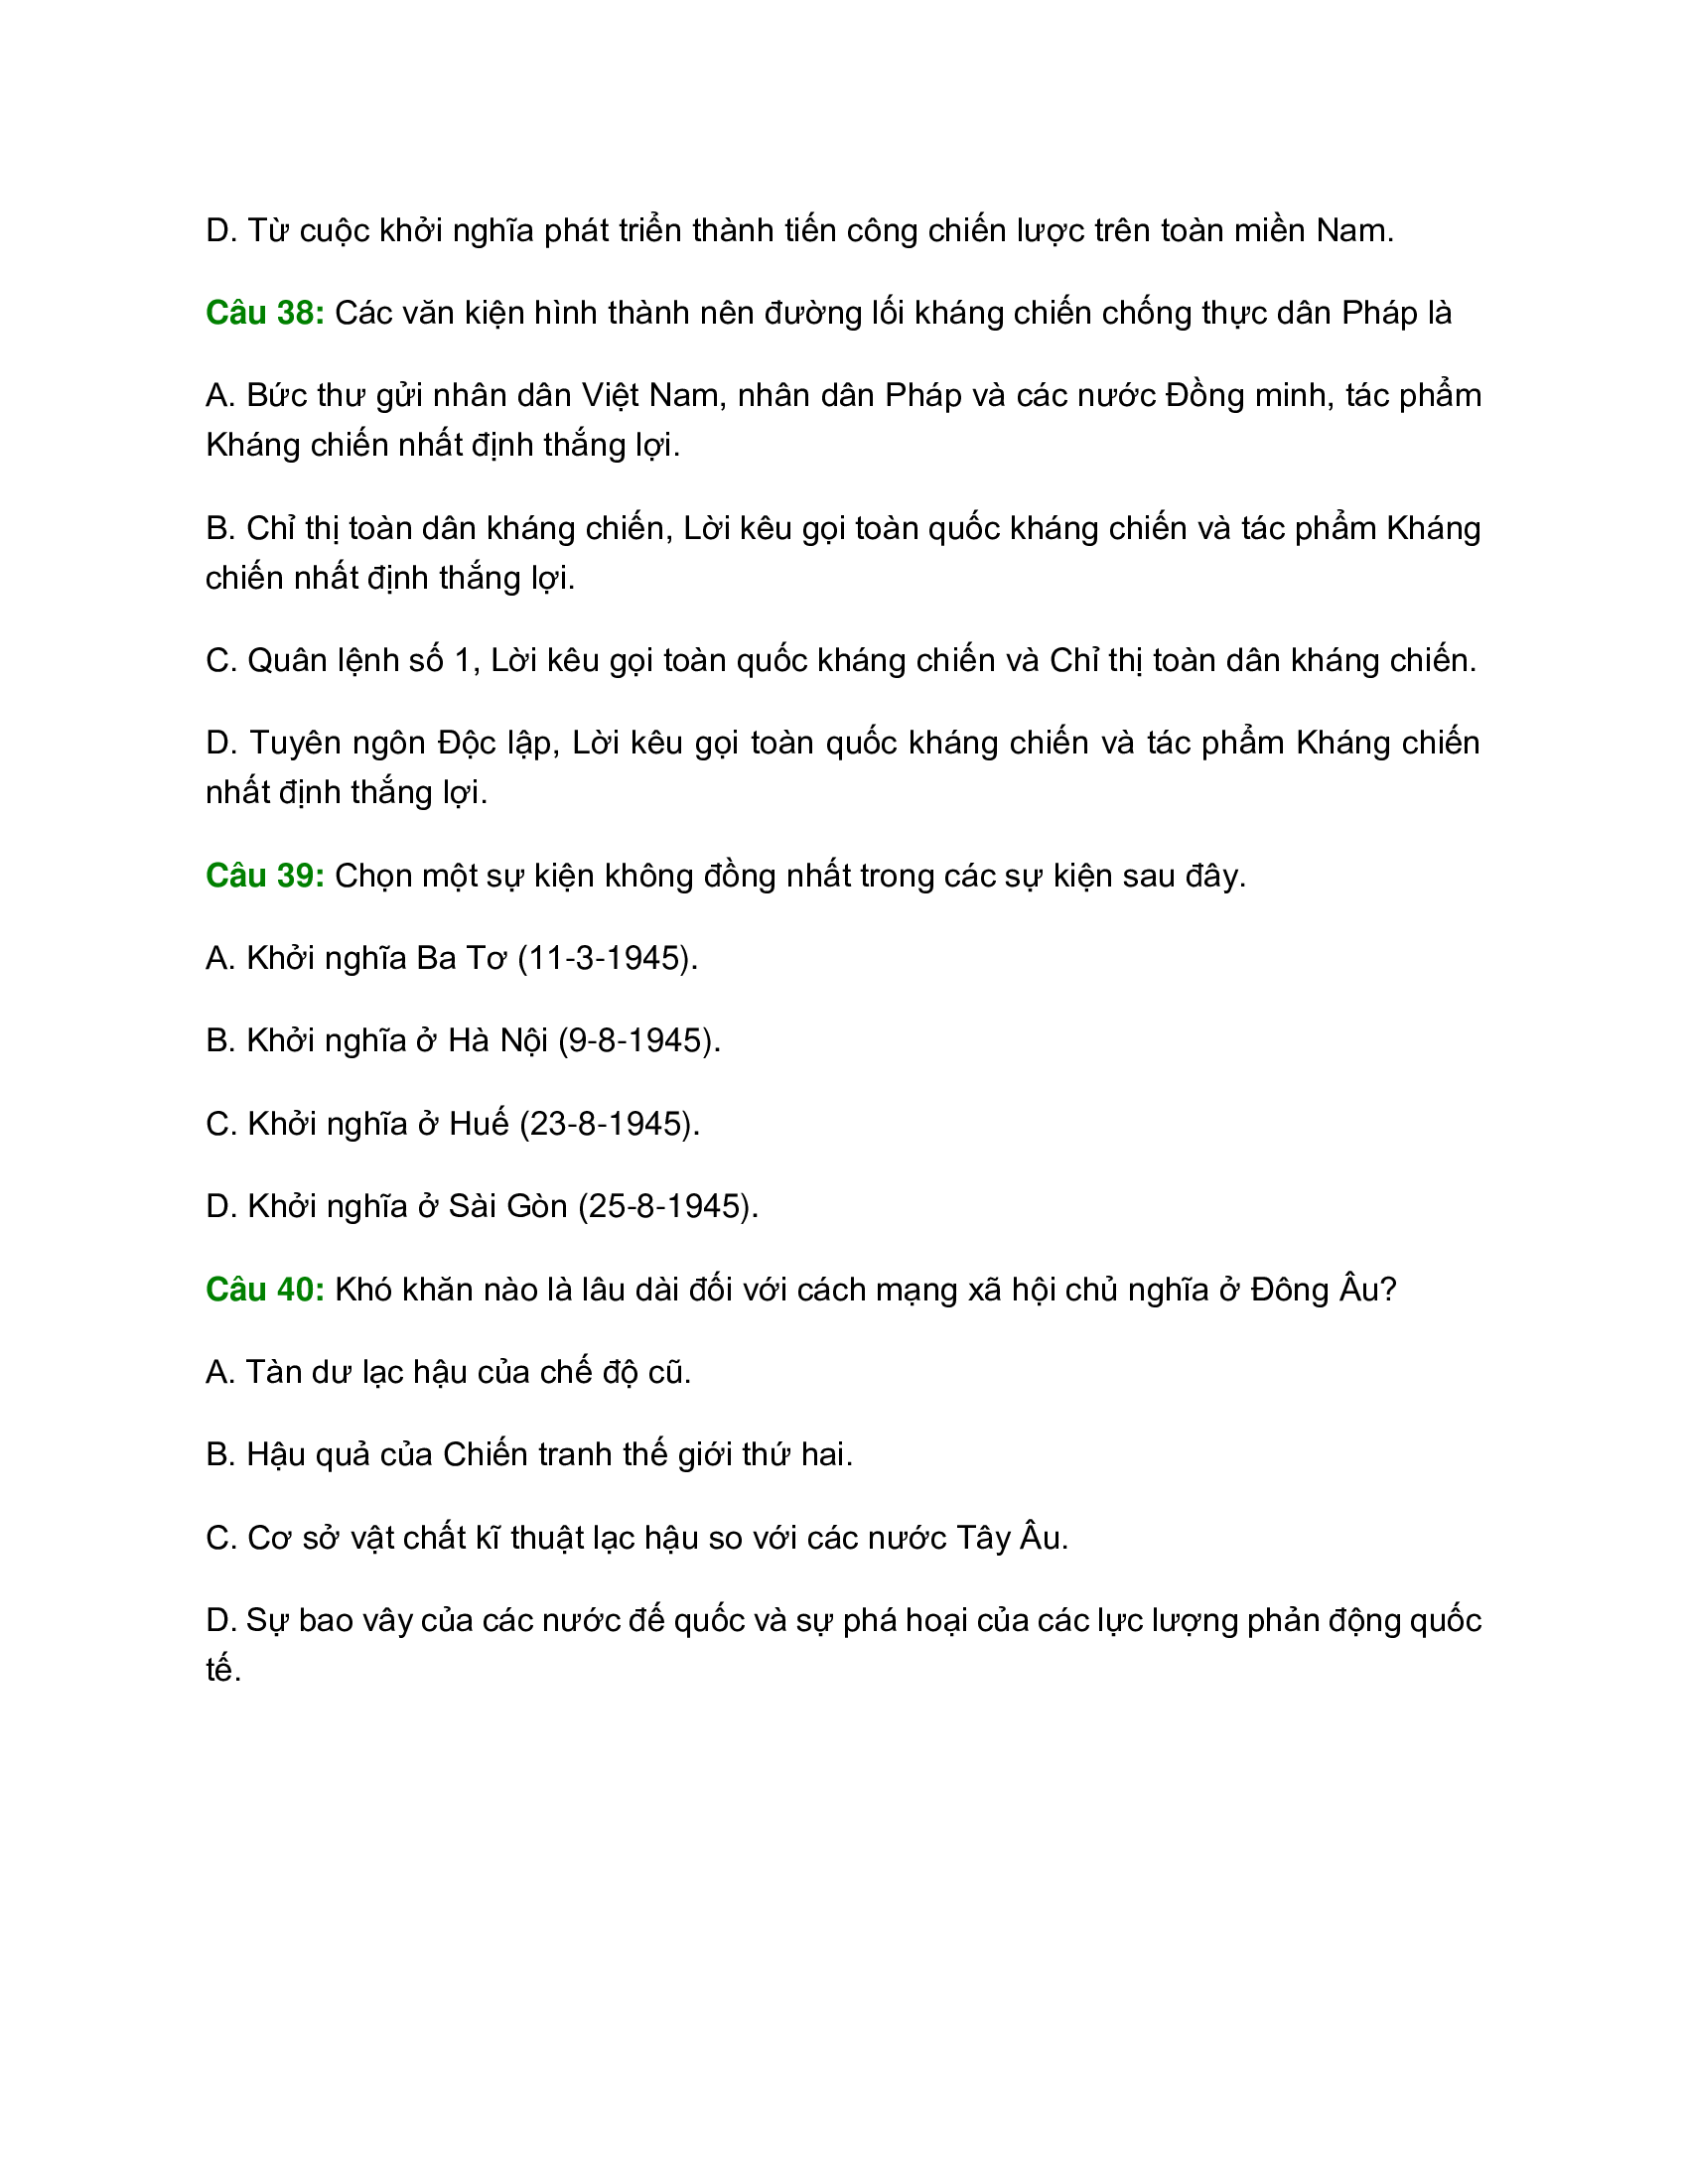 D. Từ cuộc khởi nghĩa phát triển thành tiến công chiến lược trên toàn miền Nam.
Câu 38: Các văn kiện hình thành nên đường lối kháng chiến chống thực dân Pháp là
A. Bức thư gửi nhân dân Việt Nam, nhân dân Pháp và các nước Đồng minh, tác phẩm
Kháng chiến nhất định thắng lợi.
B. Chỉ thị toàn dân kháng chiến, Lời kêu gọi toàn quốc kháng chiến và tác phẩm Kháng
chiến nhất định thắng lợi.
C. Quân lệnh số 1, Lời kêu gọi toàn quốc kháng chiến và Chỉ thị toàn dân kháng chiến.
D. Tuyên ngôn Độc lập, Lời kêu gọi toàn quốc kháng chiến và tác phẩm Kháng chiến
nhất định thắng lợi.
Câu 39: Chọn một sự kiện không đồng nhất trong các sự kiện sau đây.
A. Khởi nghĩa Ba Tơ (11-3-1945).
B. Khởi nghĩa ở Hà Nội (9-8-1945).
C. Khởi nghĩa ở Huế (23-8-1945).
D. Khởi nghĩa ở Sài Gòn (25-8-1945).
Câu 40: Khó khăn nào là lâu dài đối với cách mạng xã hội chủ nghĩa ở Đông Âu?
A. Tàn dư lạc hậu của chế độ cũ.
B. Hậu quả của Chiến tranh thế giới thứ hai.
C. Cơ sở vật chất kĩ thuật lạc hậu so với các nước Tây Âu.
D. Sự bao vây của các nước đế quốc và sự phá hoại của các lực lượng phản động quốc
tế.